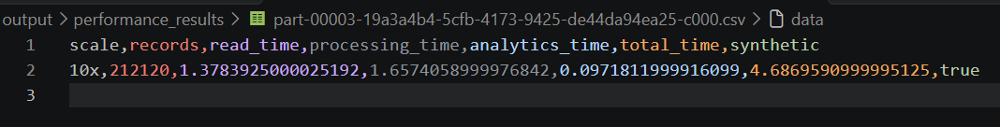 output > performance_results > part-00003-19a3a4b4-5cfb-4173-9425-de44da94ea25-c000.csv > data
1 scale,records,read_time,processing_time,analytics_time,total_time,synthetic
2 10x,212120,1.3783925000025192,1.6574058999976842,0.0971811999916099,4.6869590999995125,true
3